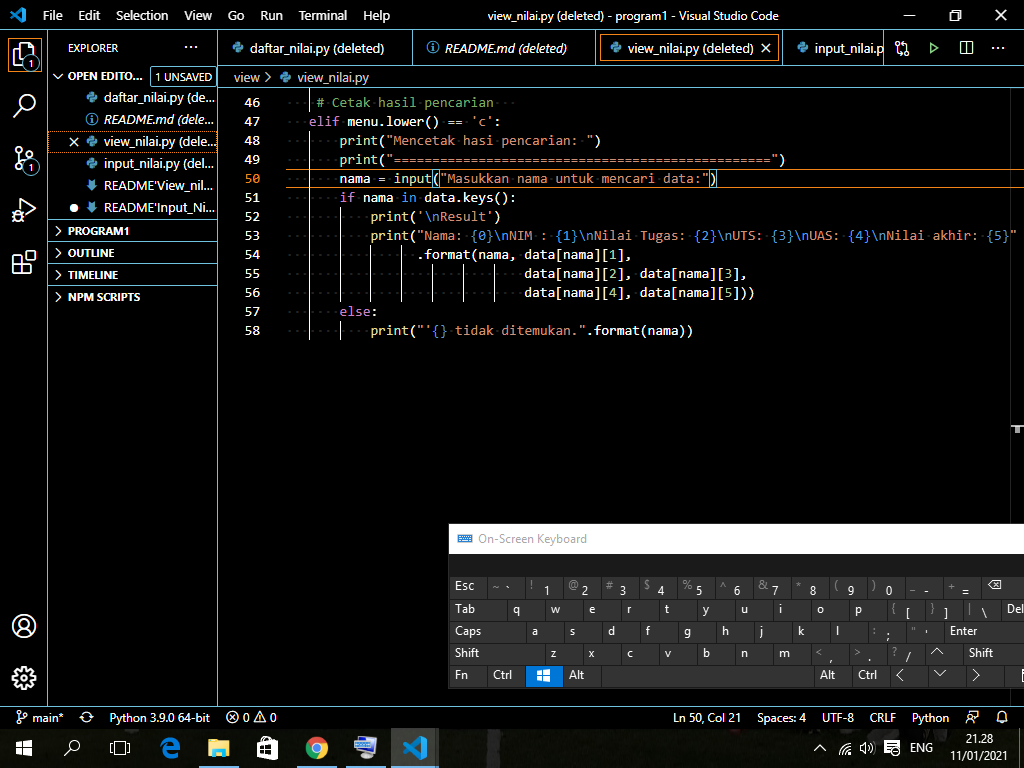 File Edit Selection View Go Run Terminal Help view_nilai.py (deleted) - program1 - Visual Studio Code
EXPLORER
daftar_nilai.py (deleted) README.md (deleted) view_nilai.py (deleted) input_nilai.p
OPEN EDITO... 1 UNSAVED
daftar_nilai.py (de...
README.md (dele...
view_nilai.py (dele...
input_nilai.py (del...
README'View_nil...
README'Input_Ni...
PROGRAM1
OUTLINE
TIMELINE
NPM SCRIPTS
1
1
view > view_nilai.py
46 # Cetak hasil pencarian
47 elif menu.lower() == 'c':
48 print("Mencetak hasi pencarian: ")
49 print("=================================================")
50 nama = input("Masukkan nama untuk mencari data:")
51 if nama in data.keys():
52 print('\nResult')
53 print("Nama: {0}\nNIM : {1}\nNilai Tugas: {2}\nUTS: {3}\nUAS: {4}\nNilai akhir: {5}"
54 .format(nama, data[nama][1],
55 data[nama][2], data[nama][3],
56 data[nama][4], data[nama][5]))
57 else:
58 print("'{} tidak ditemukan.".format(nama))
On-Screen Keyboard
Esc ~ ` ! 1 @ 2 # 3 $ 4 % 5 ^ 6 & 7 * 8 ( 9 ) 0 _ - + =
Tab q w e r t y u i o p { [ } ] | \ Del
Caps a s d f g h j k l : ; " ' Enter
Shift z x c v b n m < , > . ? / Shift
Fn Ctrl Alt Alt Ctrl
main* Python 3.9.0 64-bit 0 0 Ln 50, Col 21 Spaces: 4 UTF-8 CRLF Python
ENG
21.28
11/01/2021